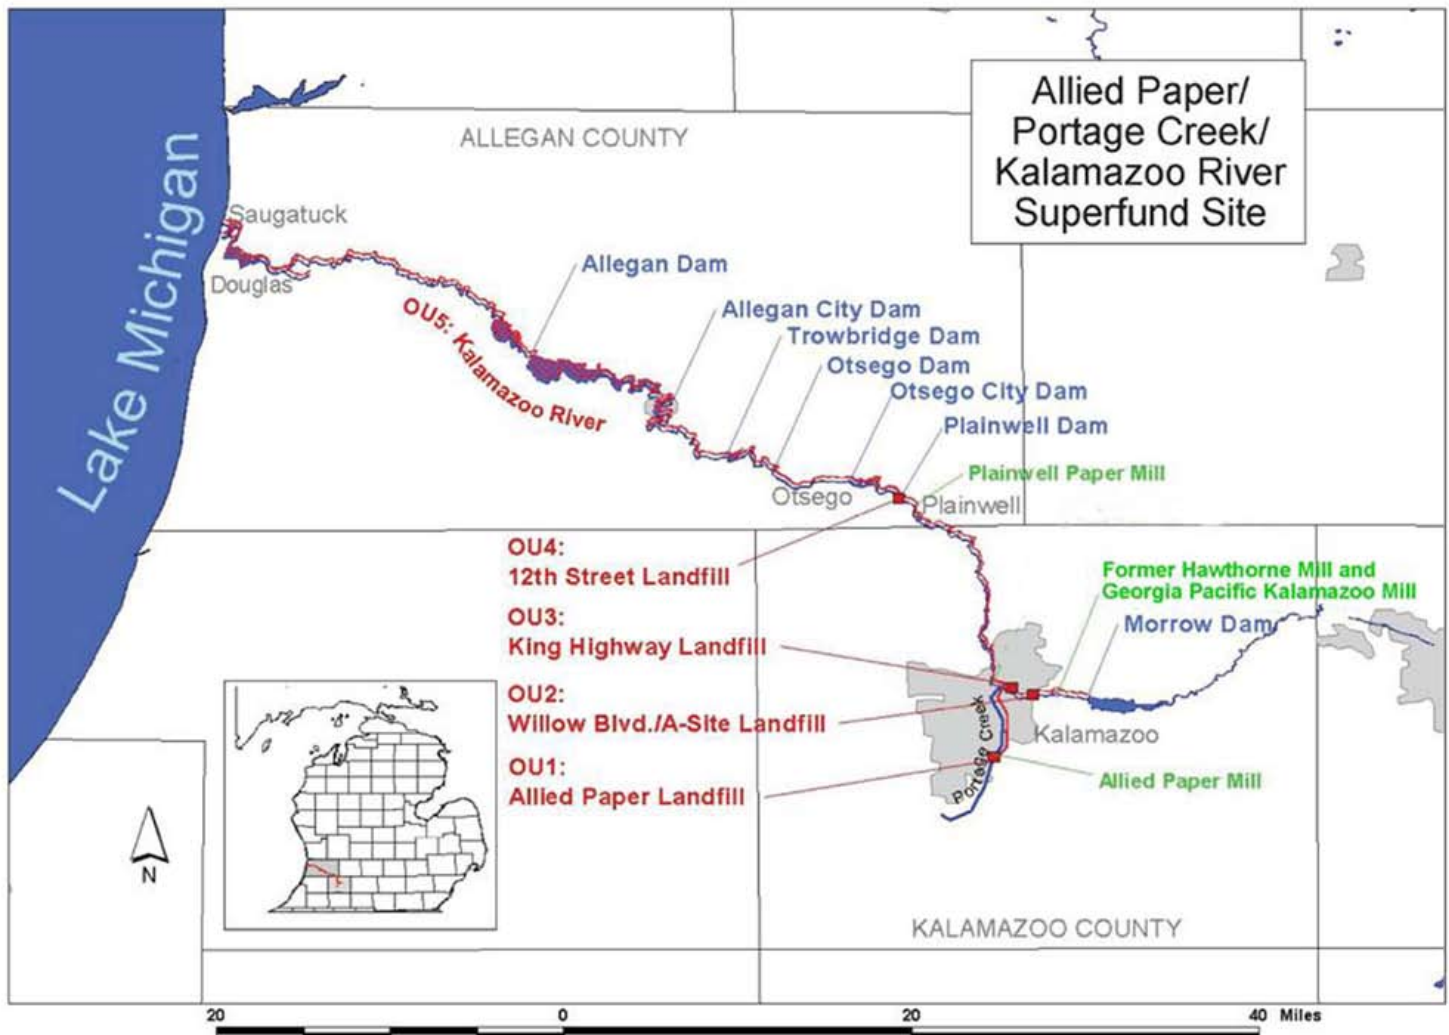 Allied Paper/
Portage Creek/
Kalamazoo River
Superfund Site
ALLEGAN COUNTY
Lake Michigan
Saugatuck
Douglas
Allegan Dam
OU5: Kalamazoo River
Allegan City Dam
Trowbridge Dam
Otsego Dam
Otsego City Dam
Plainwell Dam
Plainwell Paper Mill
Otsego
Plainwell
OU4:
12th Street Landfill
Former Hawthorne Mill and
Georgia Pacific Kalamazoo Mill
OU3:
King Highway Landfill
Morrow Dam
OU2:
Willow Blvd./A-Site Landfill
Portage Creek
Kalamazoo
OU1:
Allied Paper Landfill
Allied Paper Mill
N
KALAMAZOO COUNTY
20 0 20 40 Miles